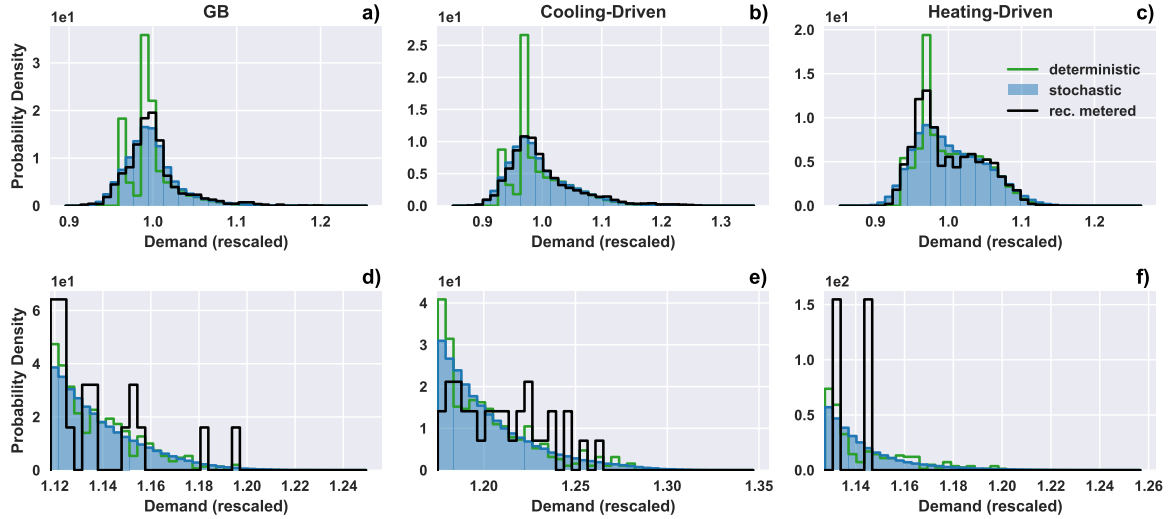 GB a)
Cooling-Driven b)
Heating-Driven c)
1e1
3
2
1
0
0.9 1.0 1.1 1.2
Demand (rescaled)
Probability Density
1e1
2.5
2.0
1.5
1.0
0.5
0.0
0.9 1.0 1.1 1.2 1.3
Demand (rescaled)
1e1
2.0
1.5
1.0
0.5
0.0
0.9 1.0 1.1 1.2
Demand (rescaled)
deterministic
stochastic
rec. metered
d)
1e1
6
4
2
0
1.12 1.14 1.16 1.18 1.20 1.22 1.24
Demand (rescaled)
Probability Density
e)
1e1
4
3
2
1
0
1.20 1.25 1.30 1.35
Demand (rescaled)
f)
1e2
1.5
1.0
0.5
0.0
1.14 1.16 1.18 1.20 1.22 1.24 1.26
Demand (rescaled)